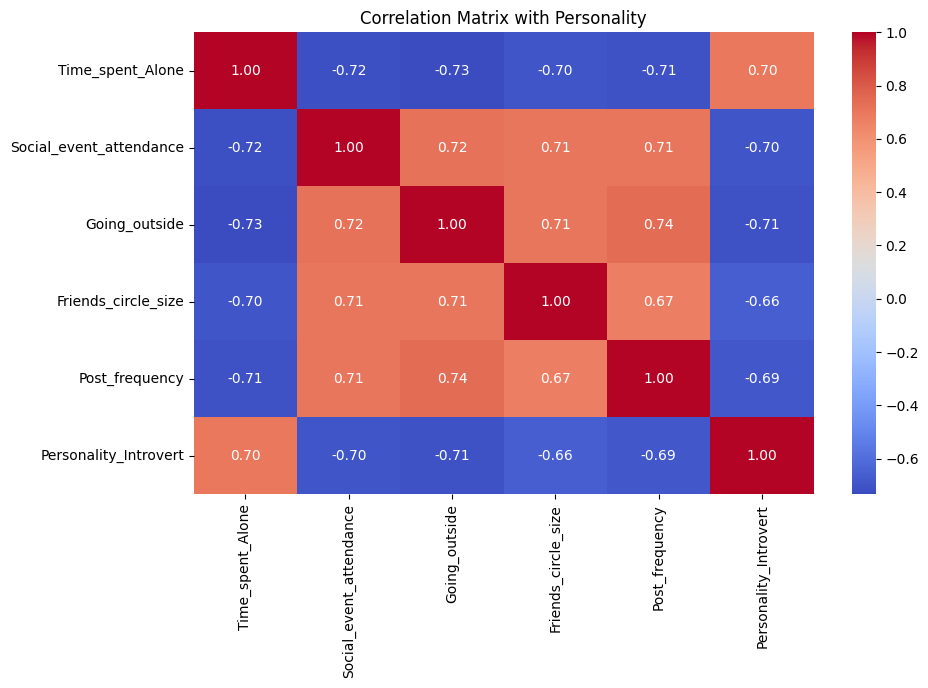 Correlation Matrix with Personality
Time_spent_Alone 1.00 -0.72 -0.73 -0.70 -0.71 0.70
Social_event_attendance -0.72 1.00 0.72 0.71 0.71 -0.70
Going_outside -0.73 0.72 1.00 0.71 0.74 -0.71
Friends_circle_size -0.70 0.71 0.71 1.00 0.67 -0.66
Post_frequency -0.71 0.71 0.74 0.67 1.00 -0.69
Personality_Introvert 0.70 -0.70 -0.71 -0.66 -0.69 1.00
Time_spent_Alone
Social_event_attendance
Going_outside
Friends_circle_size
Post_frequency
Personality_Introvert
1.0
0.8
0.6
0.4
0.2
0.0
-0.2
-0.4
-0.6